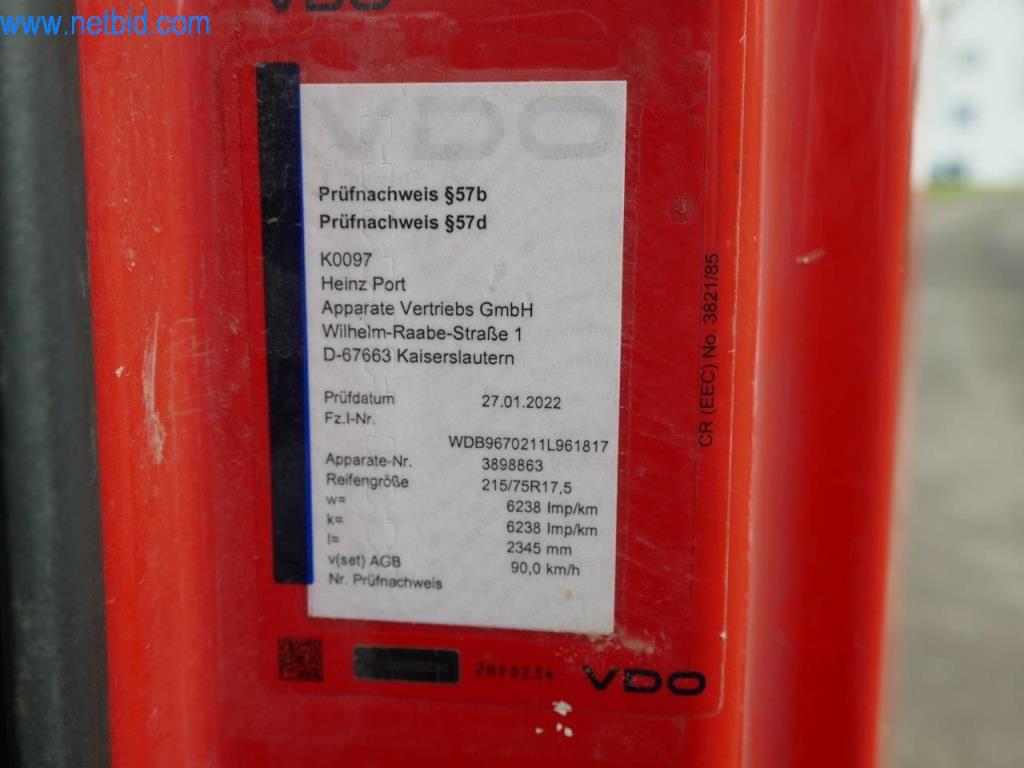 www.netbid.com
VDO
VDO
Prüfnachweis §57b
Prüfnachweis §57d
K0097
Heinz Port
Apparate Vertriebs GmbH
Wilhelm-Raabe-Straße 1
D-67663 Kaiserslautern
Prüfdatum 27.01.2022
Fz.I-Nr.
WDB9670211L961817
Apparate-Nr. 3898863
Reifengröße 215/75R17,5
w= 6238 Imp/km
k= 6238 Imp/km
l= 2345 mm
v(set) AGB 90,0 km/h
Nr. Prüfnachweis
CR (EEC) No. 3821/85
VDO